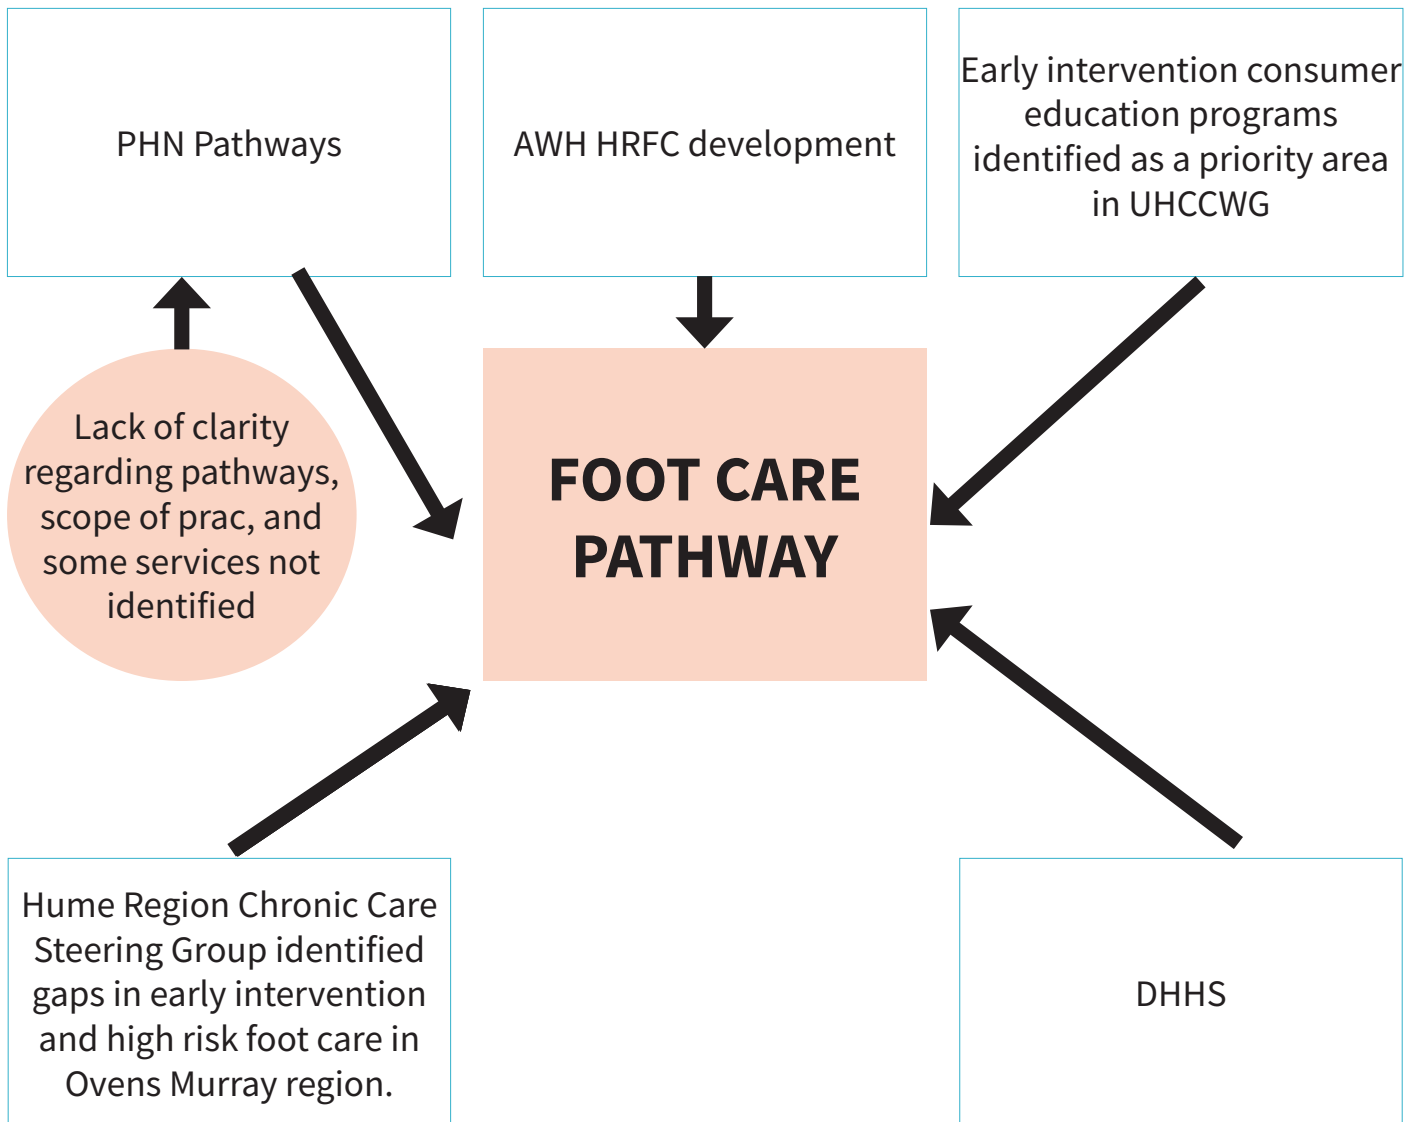 PHN Pathways
AWH HRFC development
Early intervention consumer
education programs
identified as a priority area
in UHCCWG
Lack of clarity
regarding pathways,
scope of prac, and
some services not
identified
FOOT CARE
PATHWAY
Hume Region Chronic Care
Steering Group identified
gaps in early intervention
and high risk foot care in
Ovens Murray region.
DHHS